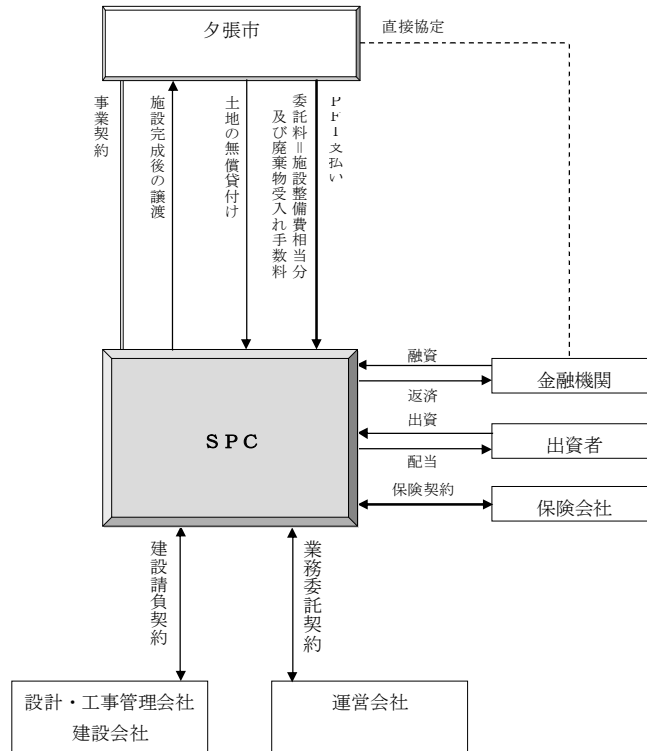 夕張市
直接協定
事業契約
施設完成後の譲渡
土地の無償貸付け
PFI支払い
委託料＝施設整備費相当分
及び廃棄物受入れ手数料
SPC
融資
返済
金融機関
出資
配当
出資者
保険契約
保険会社
建設請負契約
業務委託契約
設計・工事管理会社
建設会社
運営会社